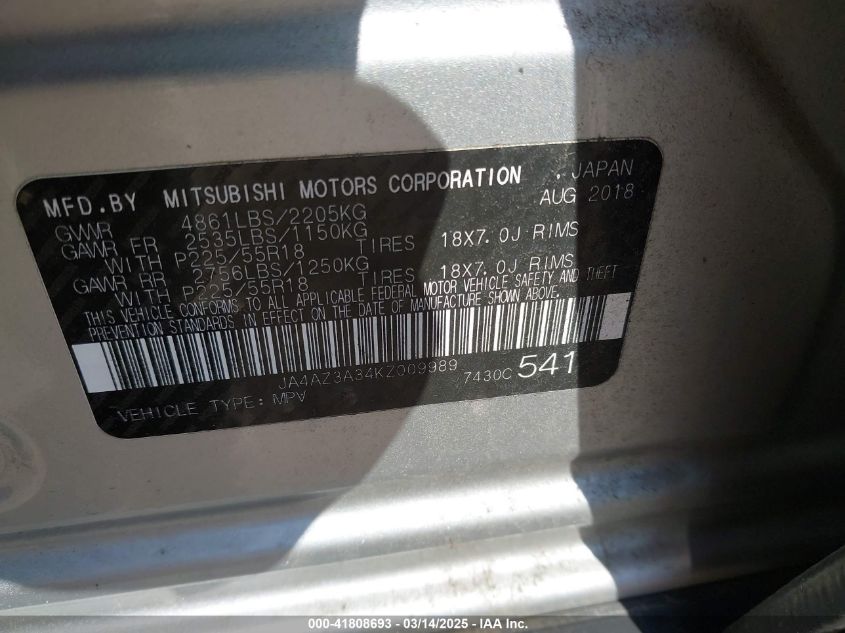 MFD.BY MITSUBISHI MOTORS CORPORATION . JAPAN
AUG 2018
GVWR 4861LBS/2205KG
GAWR FR 2535LBS/1150KG
WITH P225/55R18 TIRES 18X7.0J RIMS
GAWR RR 2756LBS/1250KG
WITH P225/55R18 TIRES 18X7.0J RIMS
THIS VEHICLE CONFORMS TO ALL APPLICABLE FEDERAL MOTOR VEHICLE SAFETY AND THEFT
PREVENTION STANDARDS IN EFFECT ON THE DATE OF MANUFACTURE SHOWN ABOVE.
JA4AZ3A34KZ009989 7430C 541
VEHICLE TYPE: MPV
000-41808693 - 03/14/2025 - © IAA Inc.